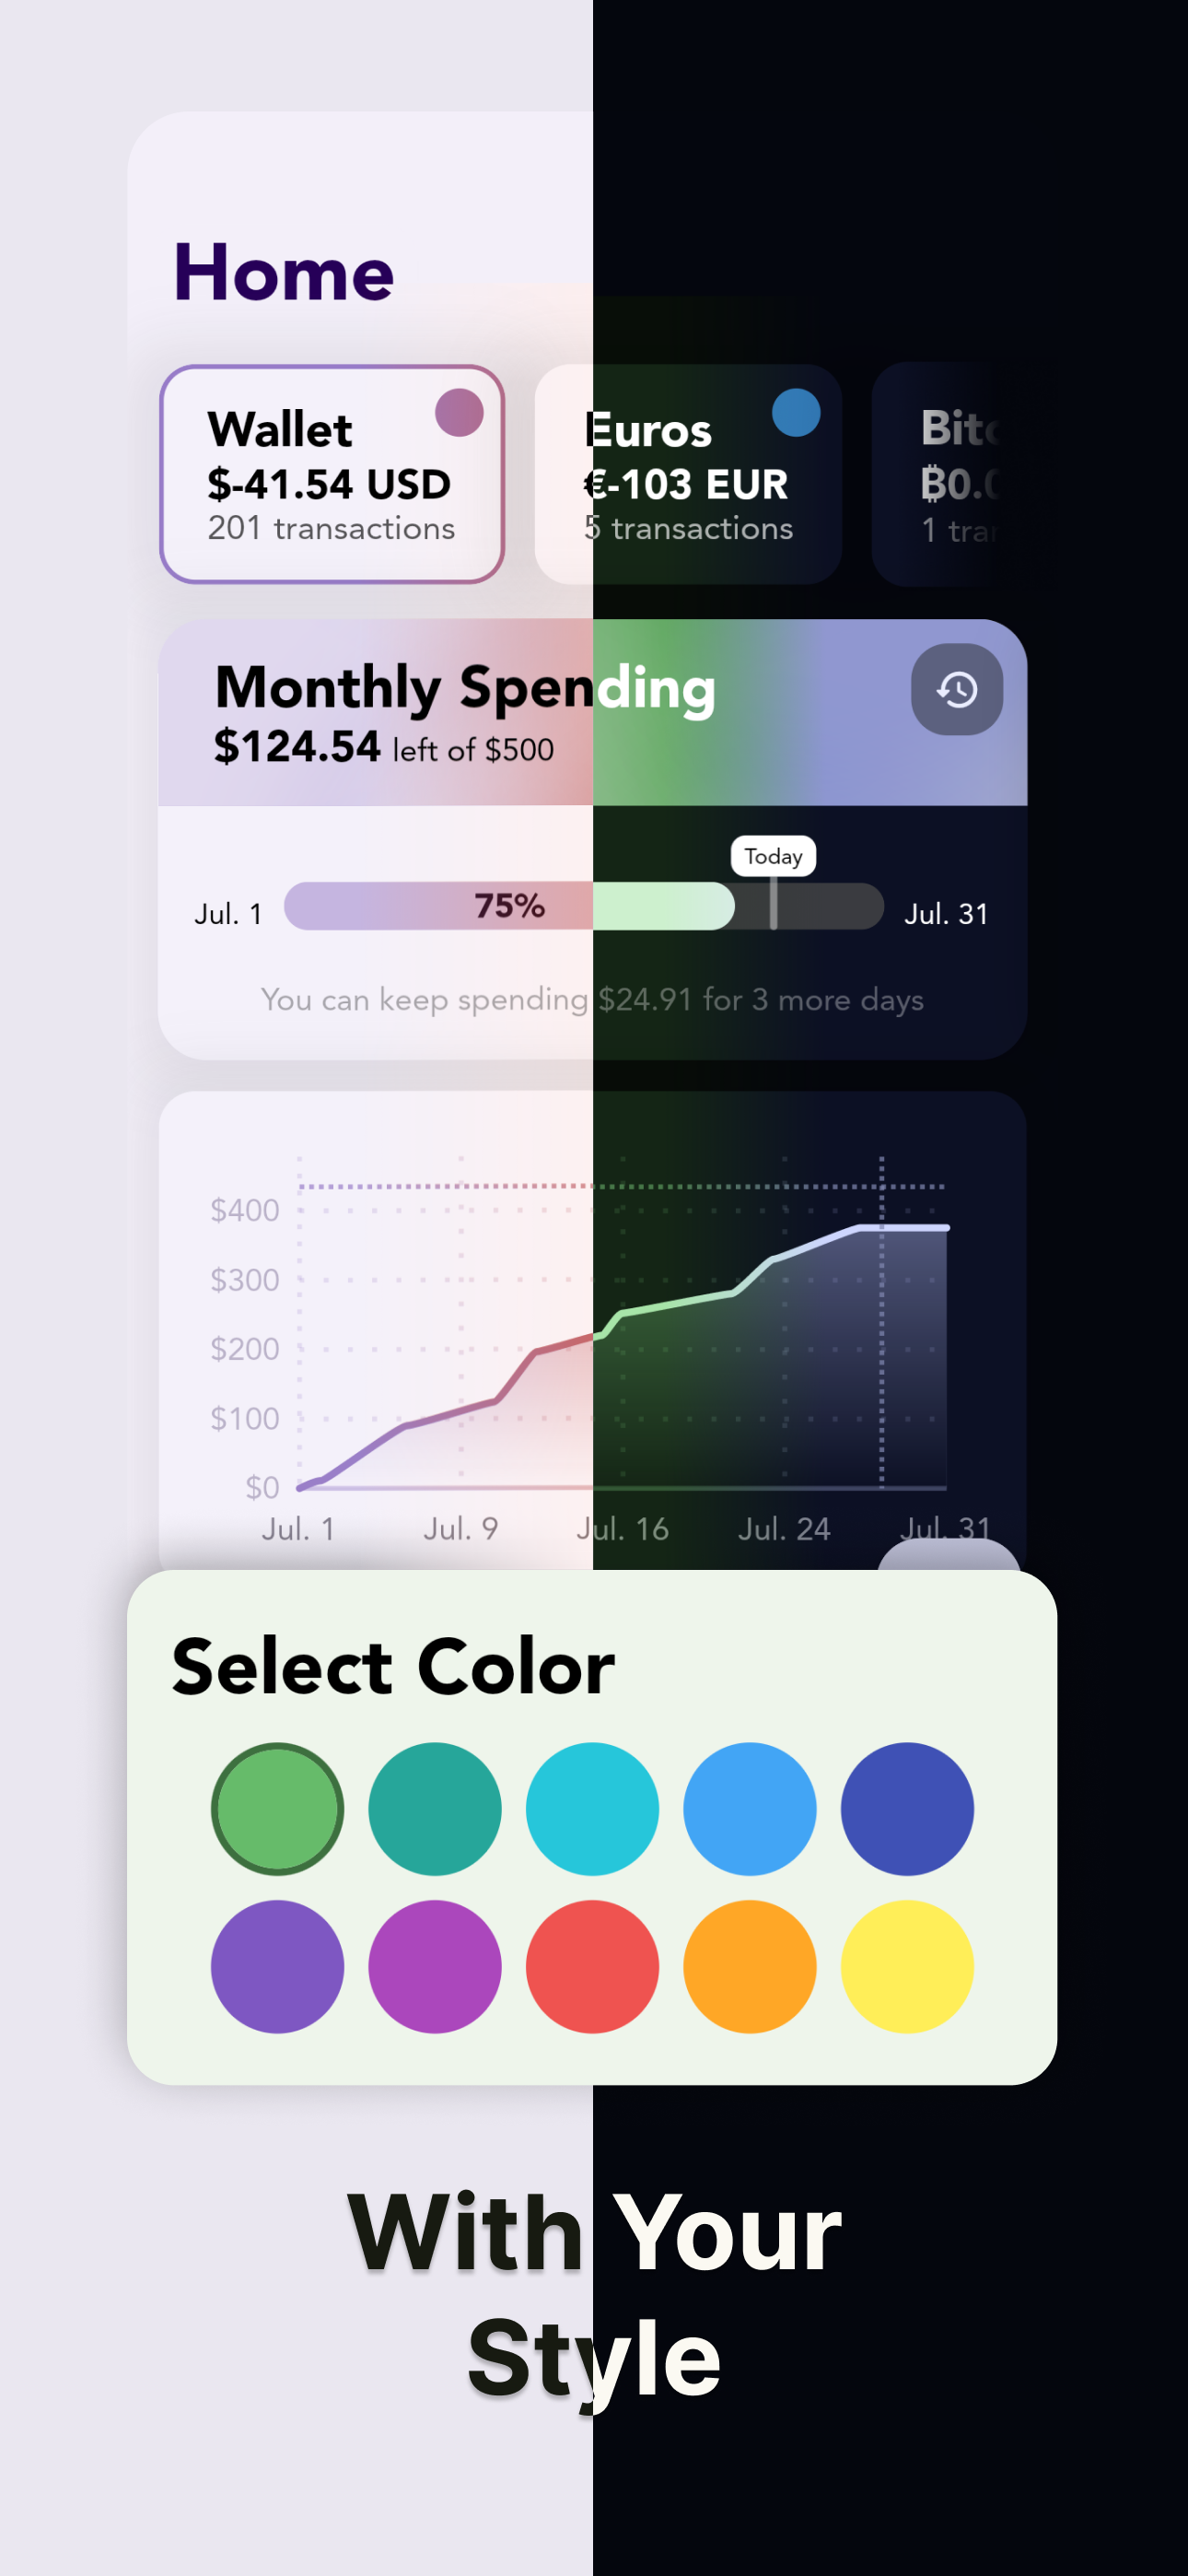 Home
Wallet
$-41.54 USD
201 transactions
Euros
€-103 EUR
5 transactions
฿0.0
1
Monthly Spending
$124.54 left of $500
Today
Jul. 1
75%
Jul. 31
You can keep spending $24.91 for 3 more days
$400
$300
$200
$100
$0
Jul. 1
Jul. 9
Jul. 16
Jul. 24
Jul. 31
Select Color
With Your
Style